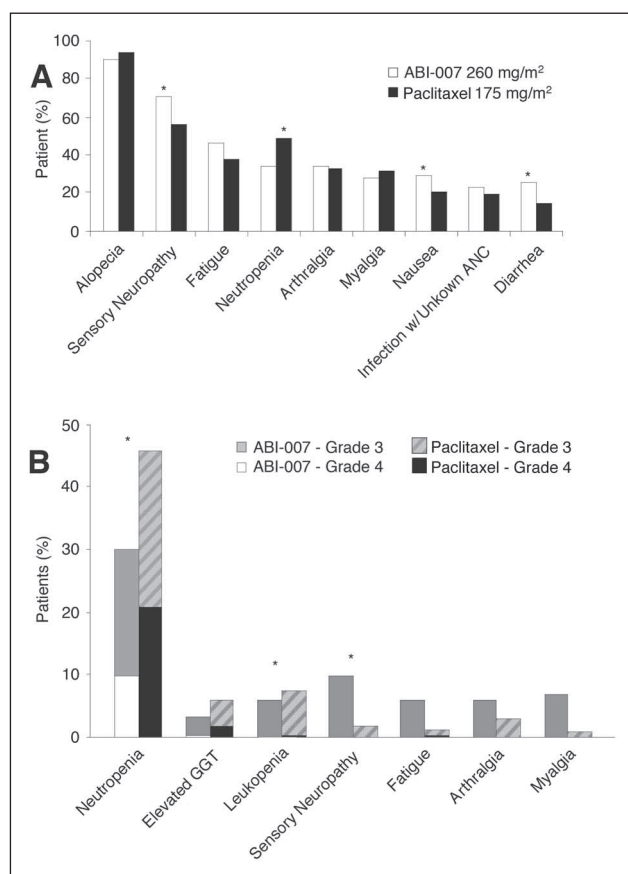 A
Patient (%)
100
80
60
40
20
0
ABI-007 260 mg/m²
Paclitaxel 175 mg/m²
*
*
*
*
Alopecia
Sensory Neuropathy
Fatigue
Neutropenia
Arthralgia
Myalgia
Nausea
Infection w/ Unkown ANC
Diarrhea
B
Patients (%)
50
40
30
20
10
0
ABI-007 - Grade 3
Paclitaxel - Grade 3
ABI-007 - Grade 4
Paclitaxel - Grade 4
*
*
*
Neutropenia
Elevated GGT
Leukopenia
Sensory Neuropathy
Fatigue
Arthralgia
Myalgia